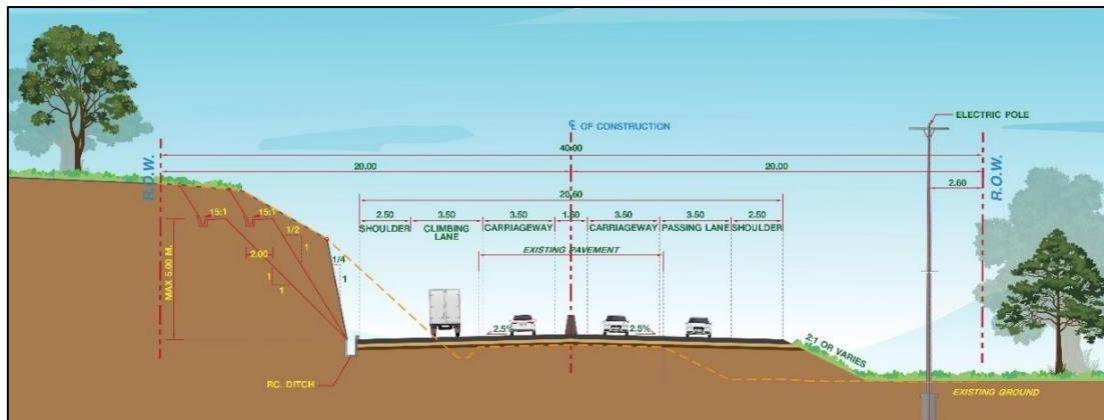 ELECTRIC POLE
℄ OF CONSTRUCTION
40.00
R.O.W.
20.00
20.00
R.O.W.
2.60
20.60
2.50
3.50
3.50
1.60
3.50
3.50
2.50
SHOULDER
CLIMBING LANE
CARRIAGEWAY
CARRIAGEWAY
PASSING LANE
SHOULDER
EXISTING PAVEMENT
15:1
15:1
1/2
1
2.00
1/4
1
1
1
MAX 5.00 M.
2.5%
2.5%
2:1 OR VARIES
RC. DITCH
EXISTING GROUND